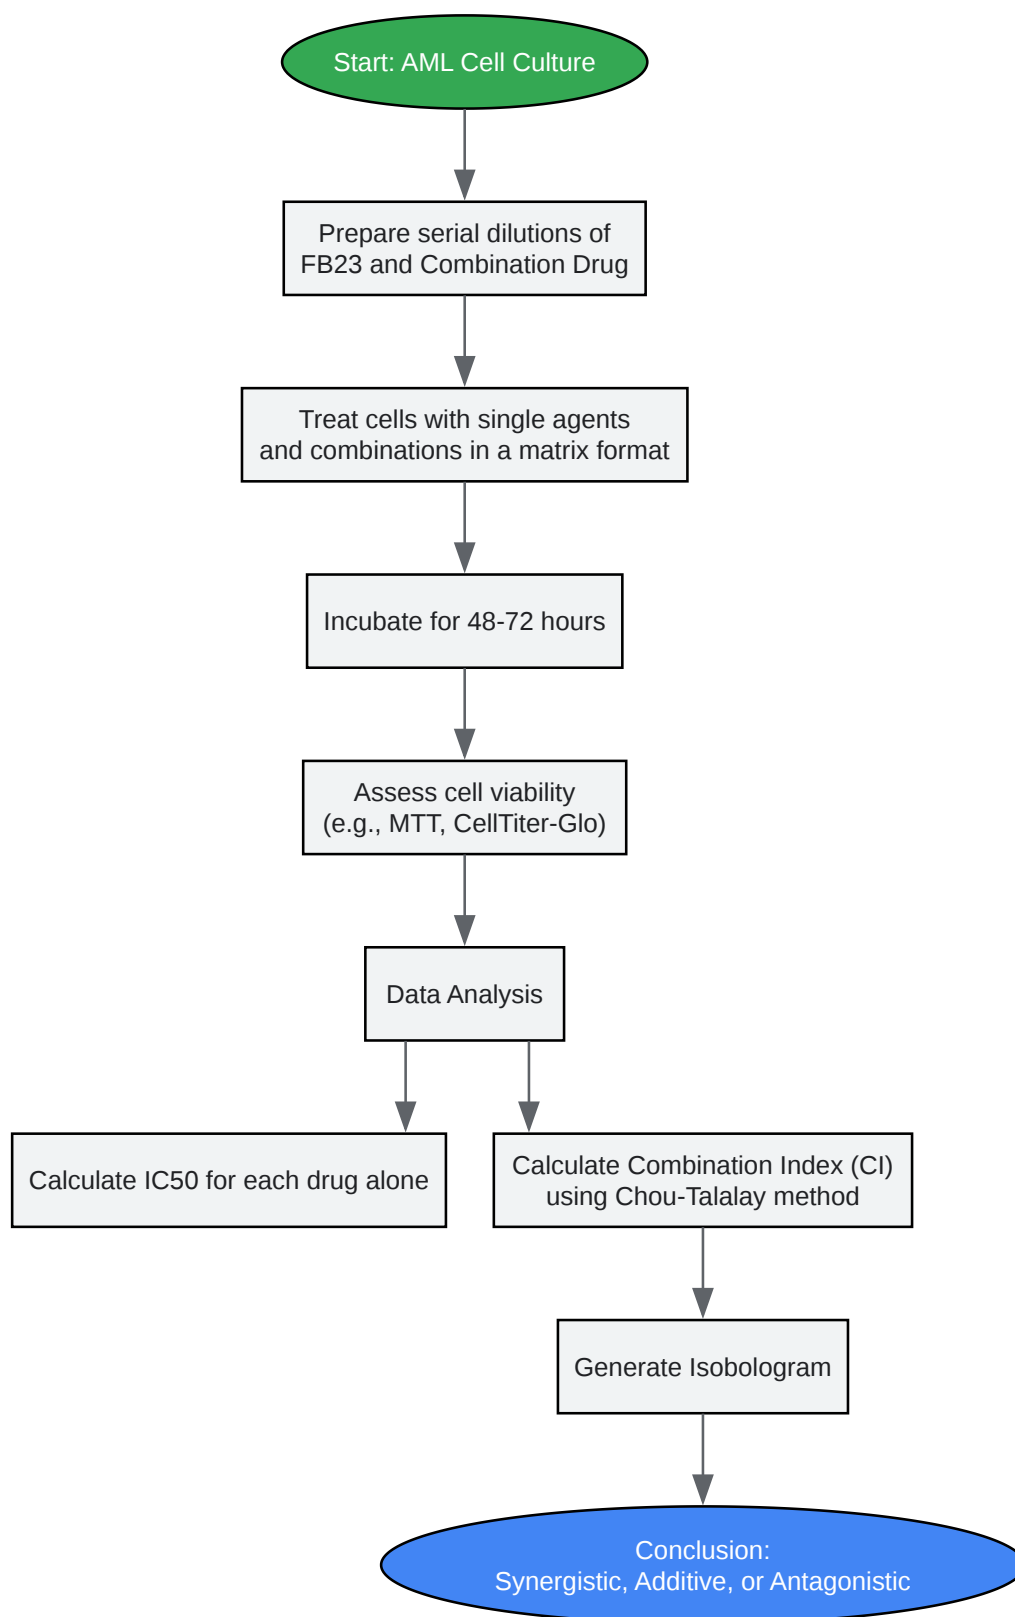 Start: AML Cell Culture
Prepare serial dilutions of
FB23 and Combination Drug
Treat cells with single agents
and combinations in a matrix format
Incubate for 48-72 hours
Assess cell viability
(e.g., MTT, CellTiter-Glo)
Data Analysis
Calculate IC50 for each drug alone
Calculate Combination Index (CI)
using Chou-Talalay method
Generate Isobologram
Conclusion:
Synergistic, Additive, or Antagonistic